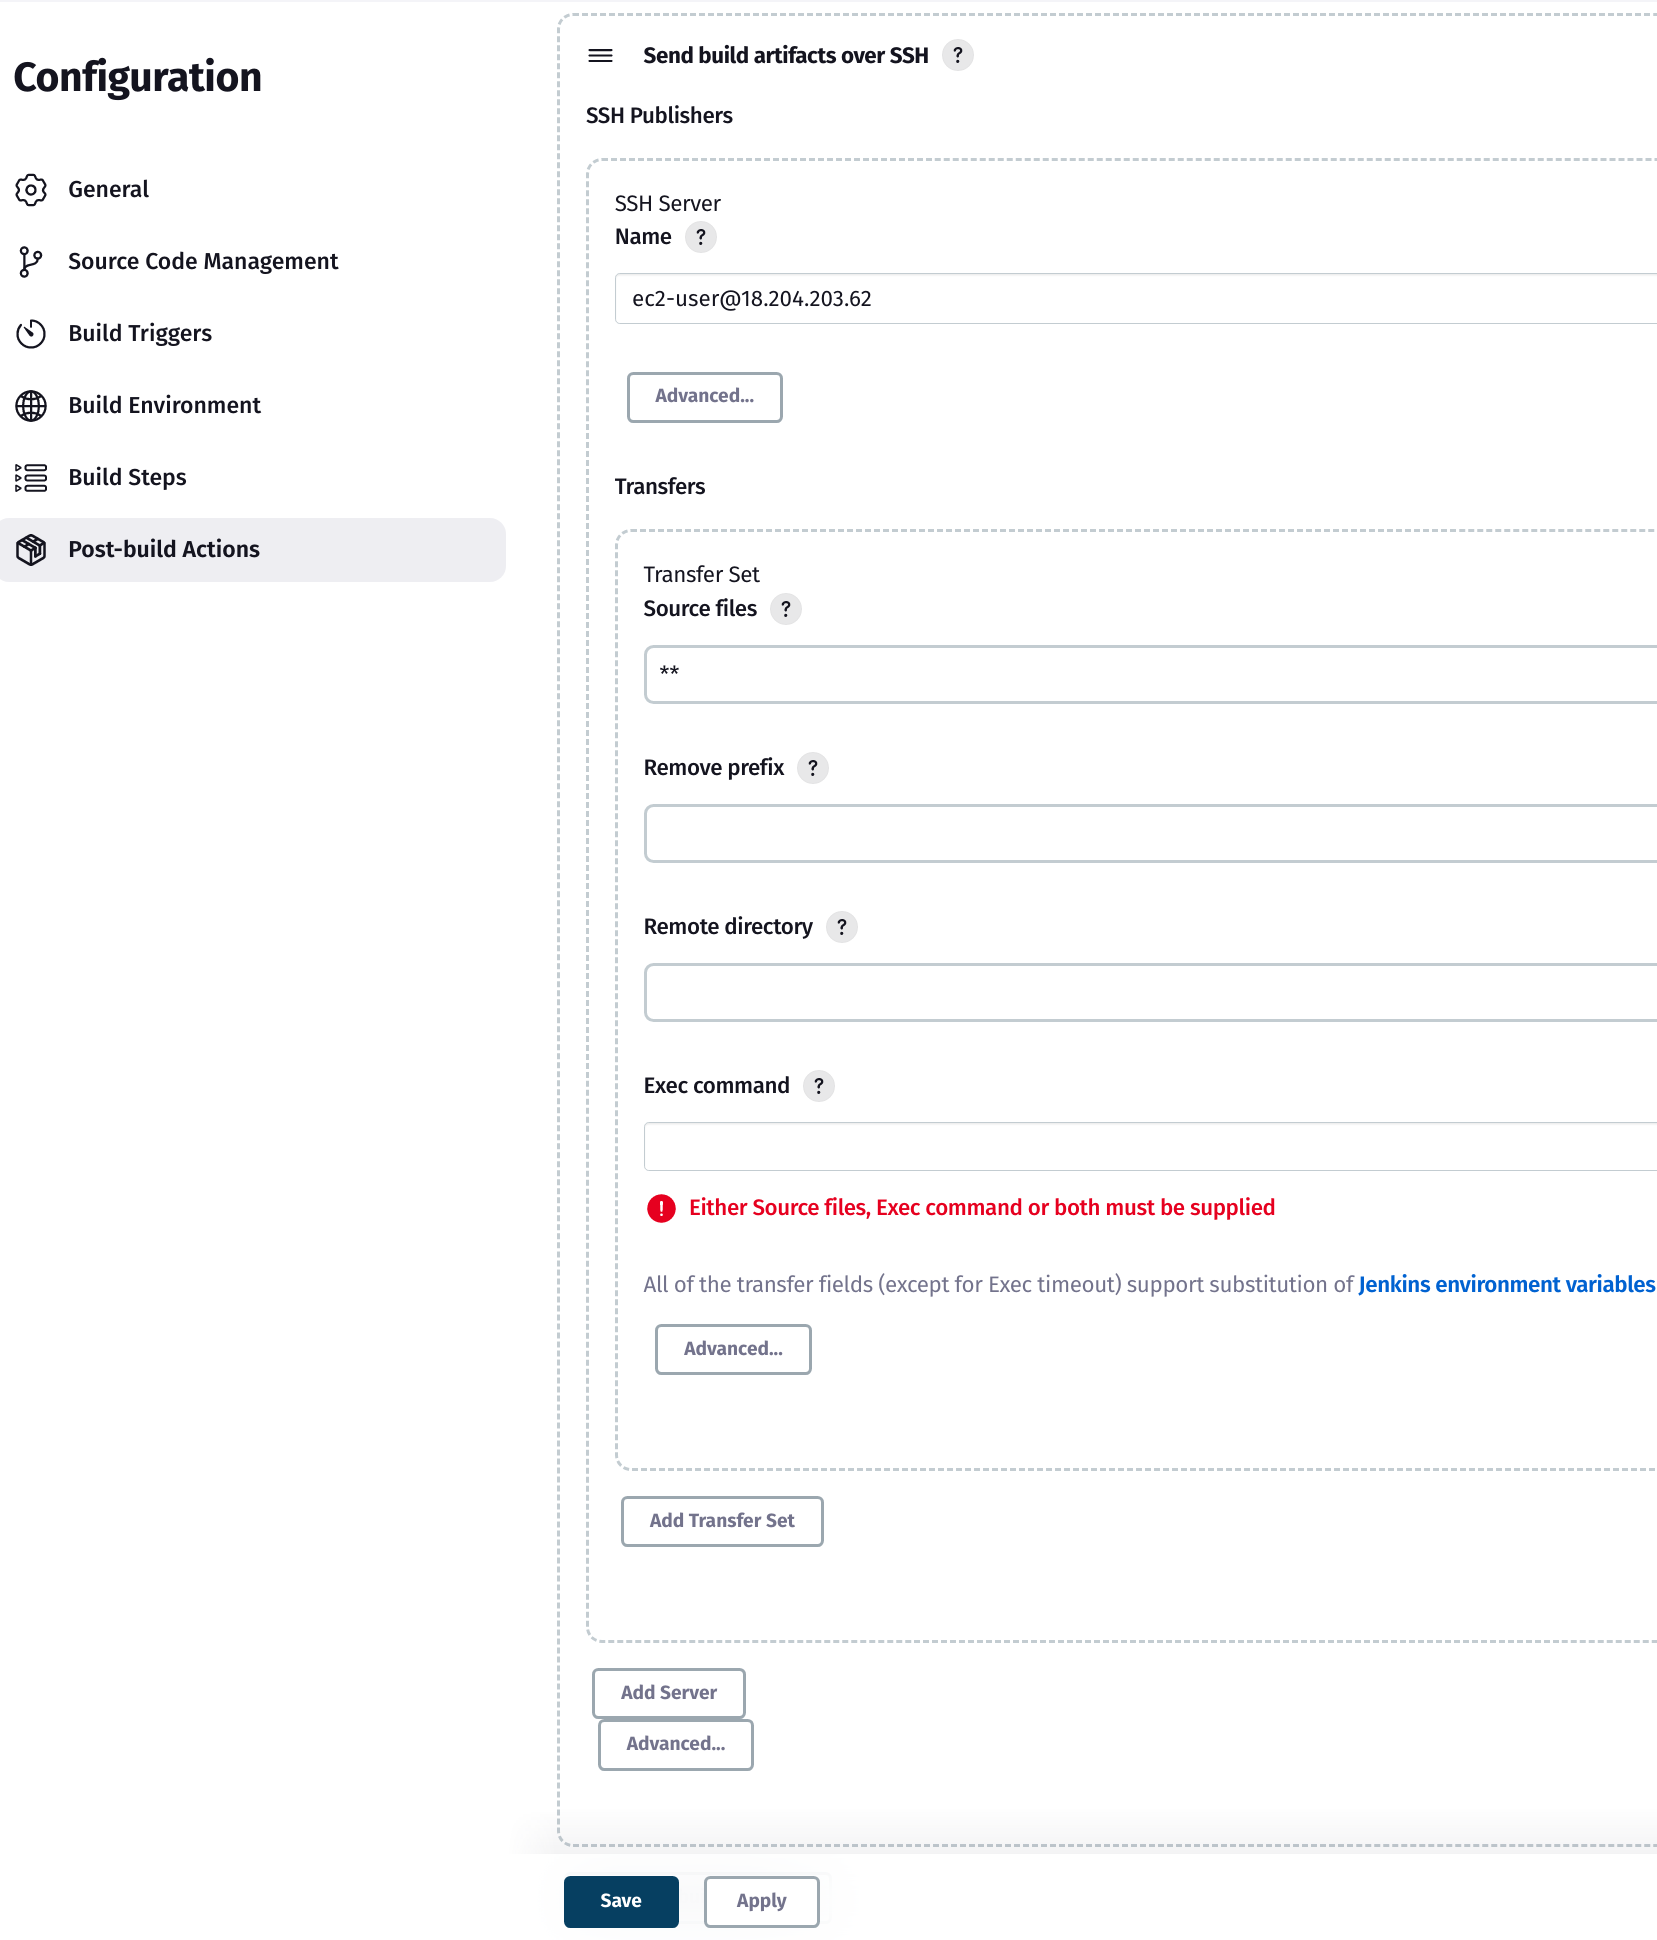 Configuration
General
Source Code Management
Build Triggers
Build Environment
Build Steps
Post-build Actions
Send build artifacts over SSH ?
SSH Publishers
SSH Server
Name ?
ec2-user@18.204.203.62
Advanced...
Transfers
Transfer Set
Source files ?
**
Remove prefix ?
Remote directory ?
Exec command ?
! Either Source files, Exec command or both must be supplied
All of the transfer fields (except for Exec timeout) support substitution of Jenkins environment variables
Advanced...
Add Transfer Set
Add Server
Advanced...
Save
Apply